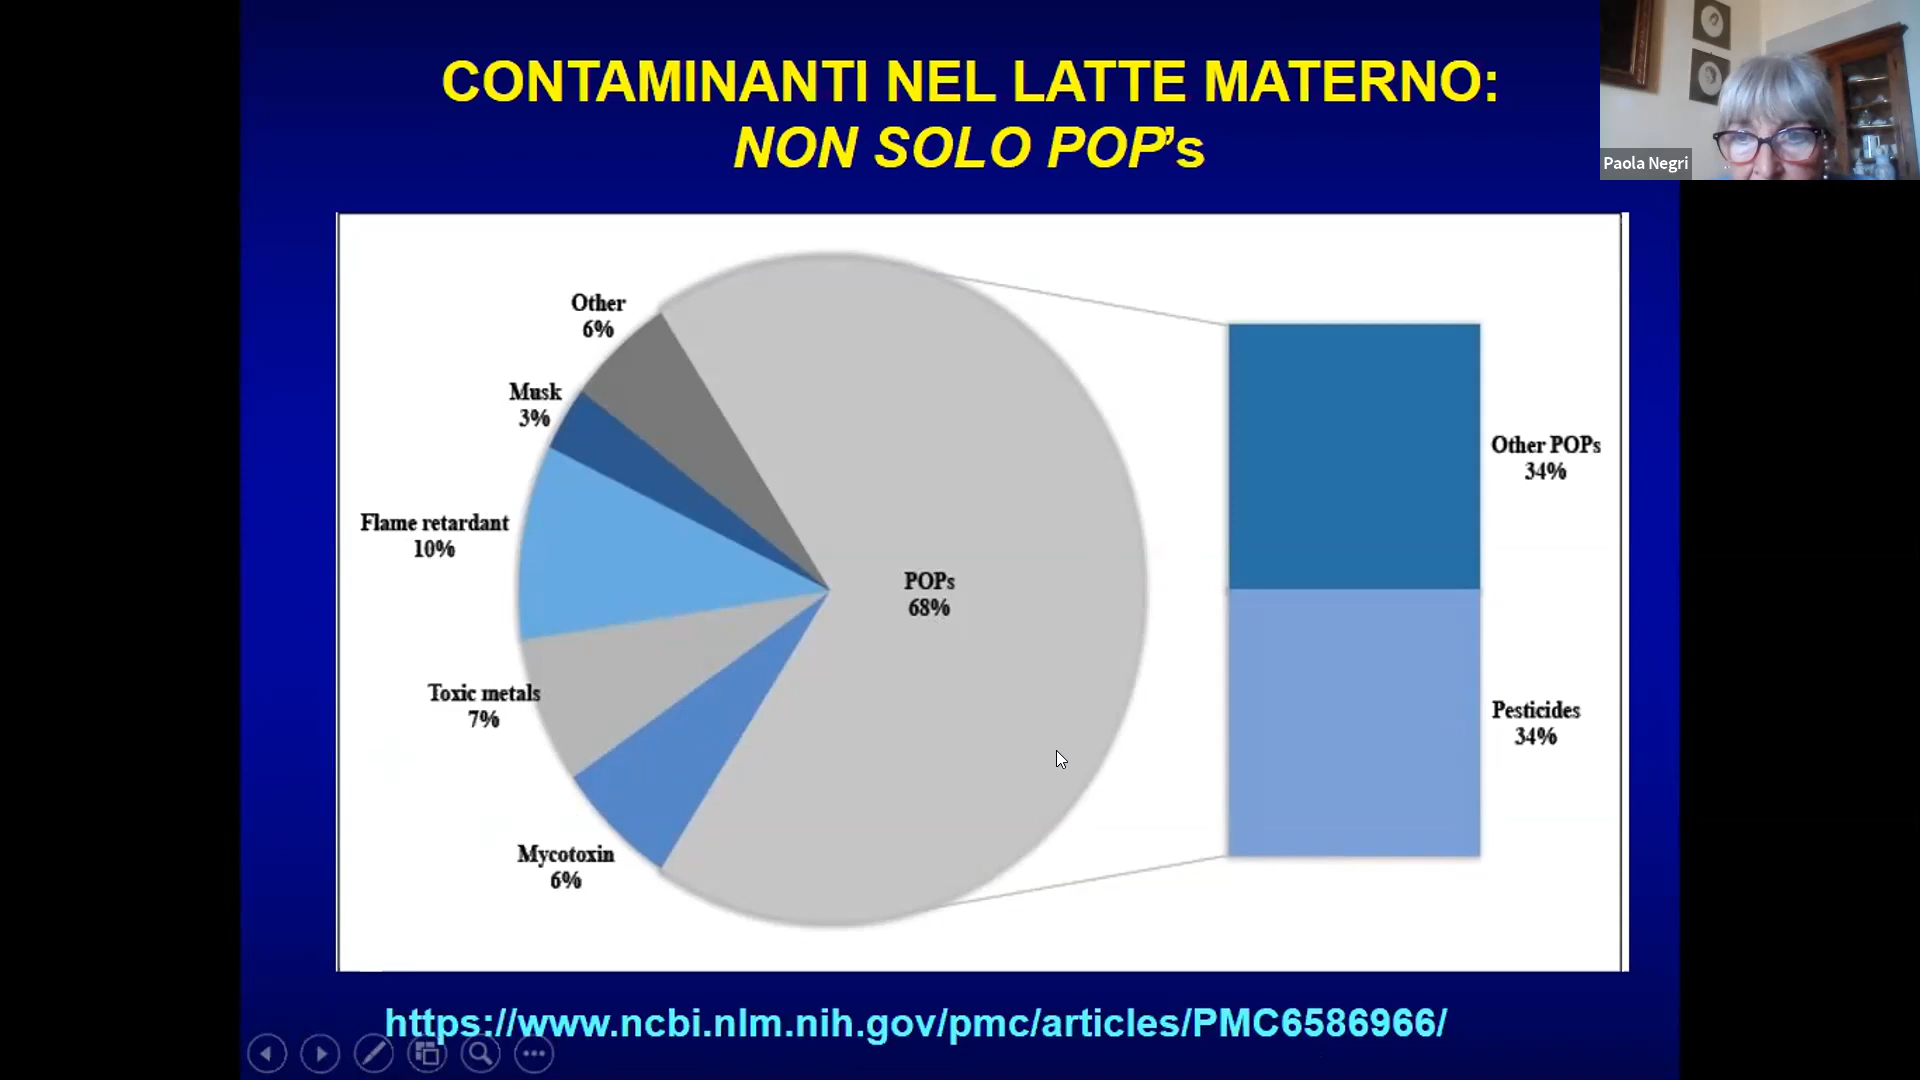 CONTAMINANTI NEL LATTE MATERNO:
NON SOLO POP's
Paola Negri
Other
6%
Musk
3%
Flame retardant
10%
Toxic metals
7%
Mycotoxin
6%
POPs
68%
Other POPs
34%
Pesticides
34%
https://www.ncbi.nlm.nih.gov/pmc/articles/PMC6586966/